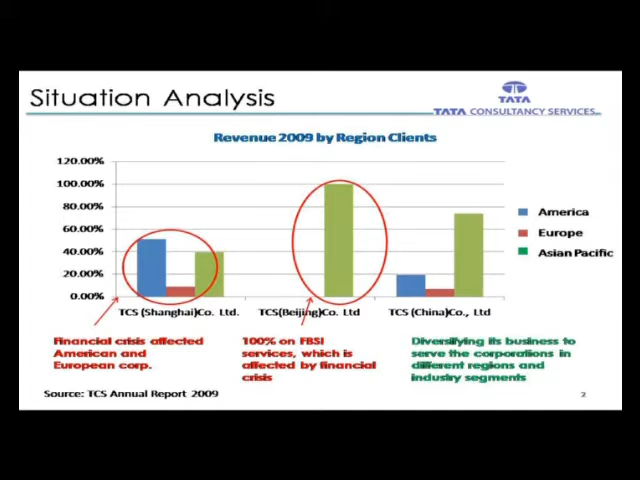 Situation Analysis
TATA
TATA CONSULTANCY SERVICES
Revenue 2009 by Region Clients
120.00%
100.00%
80.00%
60.00%
40.00%
20.00%
0.00%
America
Europe
Asian Pacific
TCS (Shanghai)Co. Ltd.
TCS(Beijing)Co. Ltd
TCS (China)Co., Ltd
Financial crisis affected
American and
European corp.
100% on FBSI
services, which is
affected by financial
crisis
Diversifying its business to
serve the corporations in
different regions and
industry segments
Source: TCS Annual Report 2009
2